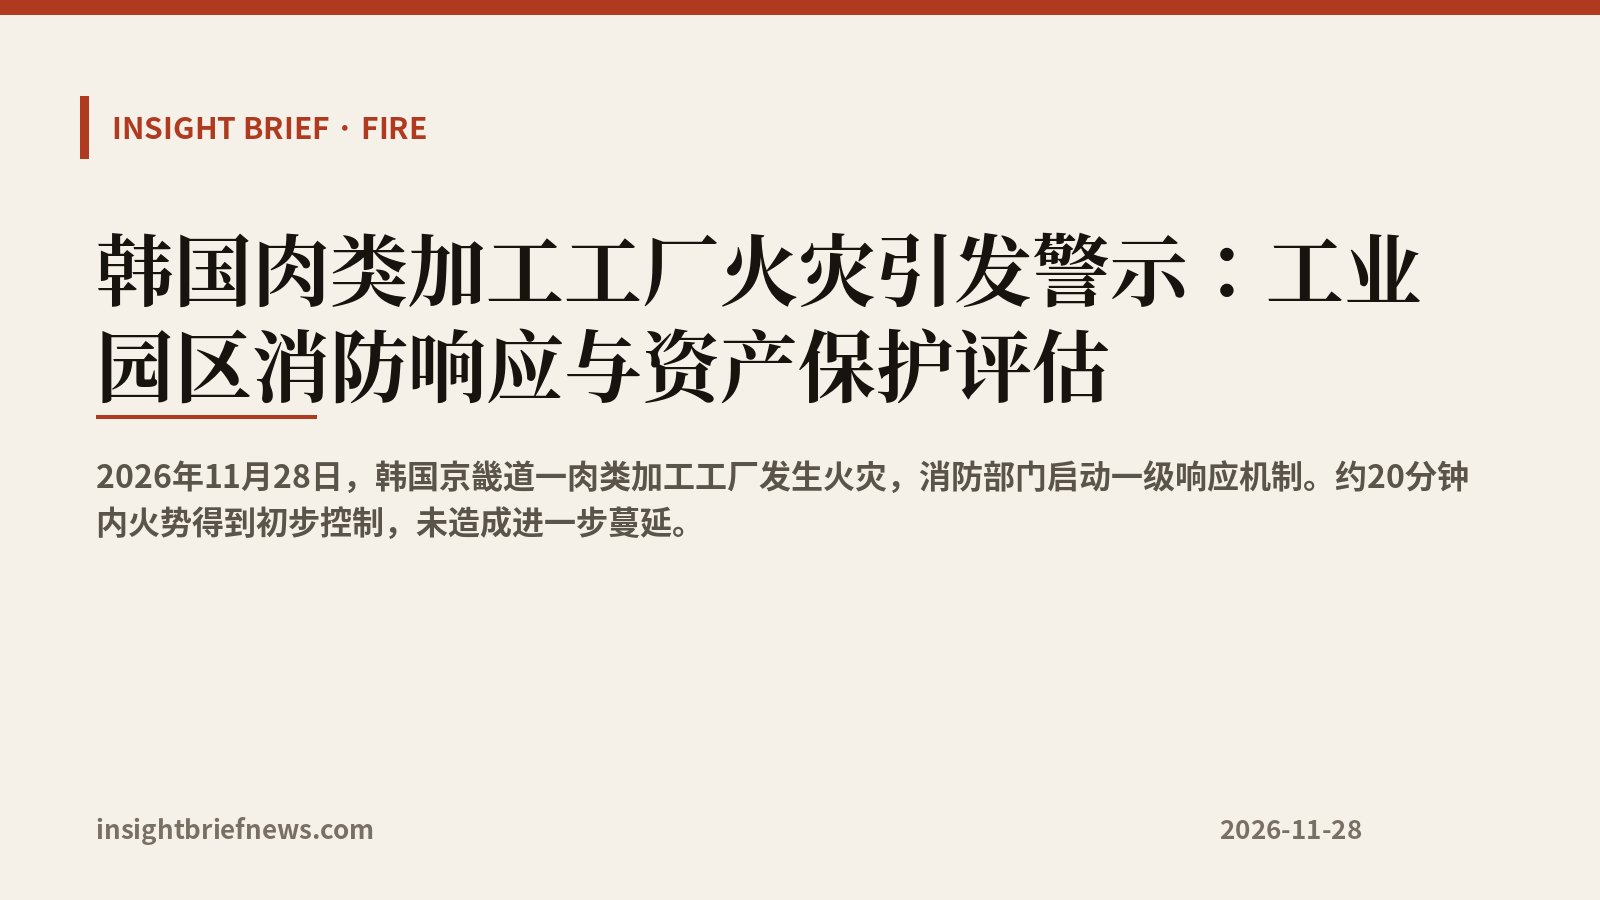 INSIGHT BRIEF · FIRE
韩国肉类加工工厂火灾引发警示：工业
园区消防响应与资产保护评估
2026年11月28日，韩国京畿道一肉类加工工厂发生火灾，消防部门启动一级响应机制。约20分钟
内火势得到初步控制，未造成进一步蔓延。
insightbriefnews.com
2026-11-28